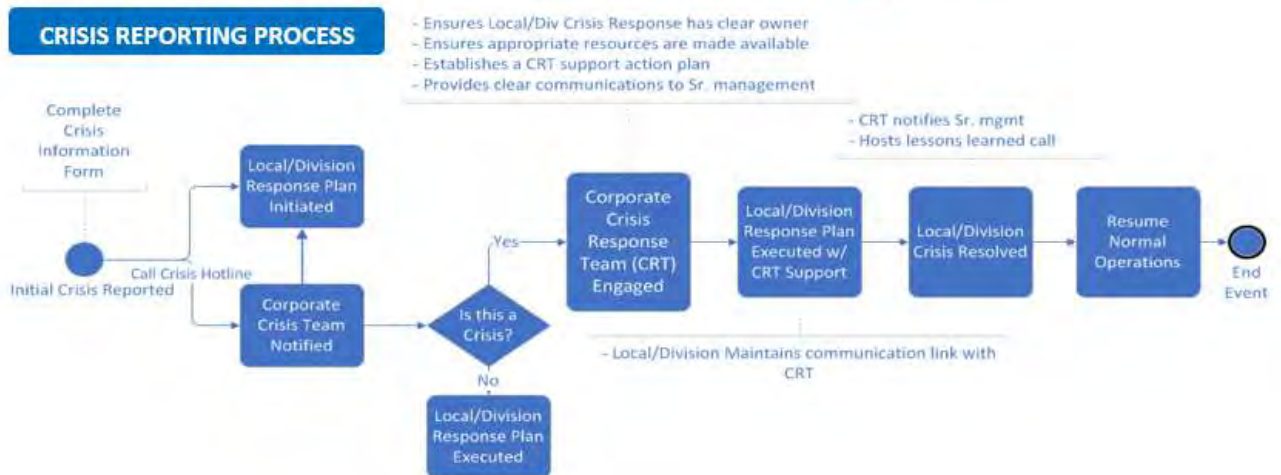 CRISIS REPORTING PROCESS
- Ensures Local/Div Crisis Response has clear owner
- Ensures appropriate resources are made available
- Establishes a CRT support action plan
- Provides clear communications to Sr. management
- CRT notifies Sr. mgmt
- Hosts lessons learned call
Complete
Crisis
Information
Form
Initial Crisis Reported
Call Crisis Hotline
Local/Division
Response Plan
Initiated
Corporate
Crisis Team
Notified
Is this a
Crisis?
Yes
No
Local/Division
Response Plan
Executed
Corporate
Crisis
Response
Team (CRT)
Engaged
Local/Division
Response Plan
Executed w/
CRT Support
- Local/Division Maintains communication link with
CRT
Local/Division
Crisis Resolved
Resume
Normal
Operations
End
Event